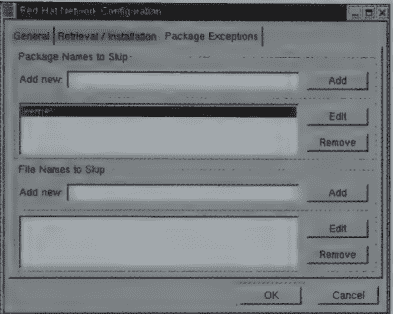 Red Hat Network Configuration
General Retrieval / Installation Package Exceptions
Package Names to Skip
Add new: Add
kernel*
Edit
Remove
File Names to Skip
Add new: Add
Edit
Remove
OK Cancel